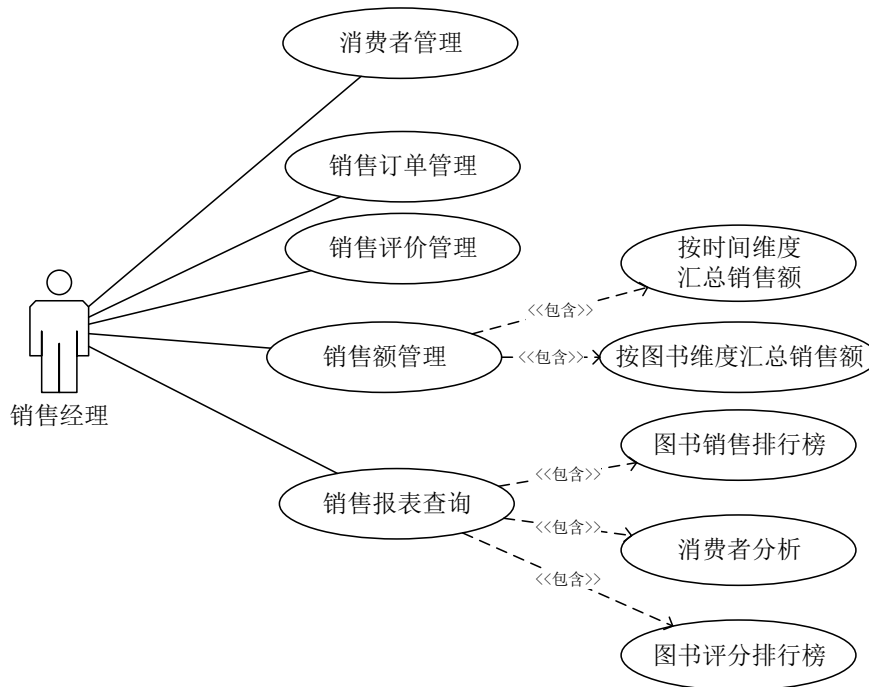 消费者管理
销售订单管理
销售评价管理
按时间维度
汇总销售额
<<包含>>
销售额管理
<<包含>>
按图书维度汇总销售额
销售经理
图书销售排行榜
<<包含>>
销售报表查询
<<包含>>
消费者分析
<<包含>>
图书评分排行榜